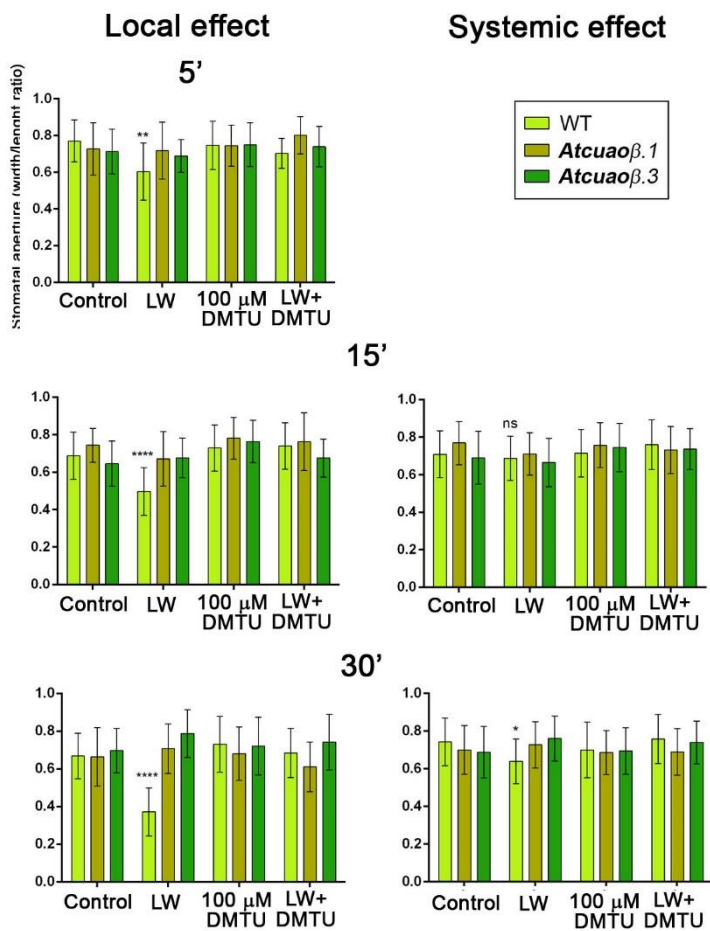 Local effect
Systemic effect
5'
Stomatal aperture (width/lenght ratio)
1.0
0.8
0.6
0.4
0.2
0.0
**
Control
LW
100 μM
DMTU
LW+
DMTU
WT
Atcuaoβ.1
Atcuaoβ.3
15'
1.0
0.8
0.6
0.4
0.2
0.0
****
Control
LW
100 μM
DMTU
LW+
DMTU
1.0
0.8
0.6
0.4
0.2
0.0
ns
Control
LW
100 μM
DMTU
LW+
DMTU
30'
1.0
0.8
0.6
0.4
0.2
0.0
****
Control
LW
100 μM
DMTU
LW+
DMTU
1.0
0.8
0.6
0.4
0.2
0.0
*
Control
LW
100 μM
DMTU
LW+
DMTU